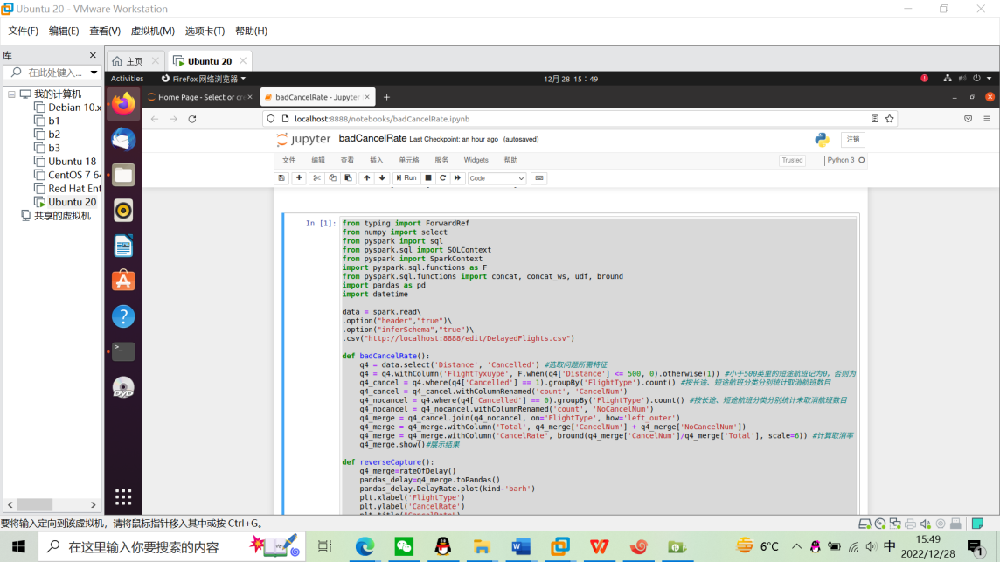 Ubuntu 20 - VMware Workstation
文件(F) 编辑(E) 查看(V) 虚拟机(M) 选项卡(T) 帮助(H)
库
在此处键入...
我的计算机
Debian 10.x
b1
b2
b3
Ubuntu 18
CentOS 7 64
Red Hat Ent
Ubuntu 20
共享的虚拟机
主页
Ubuntu 20
Activities
Firefox 网络浏览器
12月 28 15：49
Home Page - Select or cre
badCancelRate - Jupyter
localhost:8888/notebooks/badCancelRate.ipynb
jupyter badCancelRate Last Checkpoint: an hour ago (autosaved)
注销
文件 编辑 查看 插入 单元格 服务 Widgets 帮助
Trusted
Python 3
Run
Code
In [1]:
from typing import ForwardRef
from numpy import select
from pyspark import sql
from pyspark.sql import SQLContext
from pyspark import SparkContext
import pyspark.sql.functions as F
from pyspark.sql.functions import concat, concat_ws, udf, bround
import pandas as pd
import datetime
data = spark.read\
.option("header","true")\
.option("inferSchema","true")\
.csv("http://localhost:8888/edit/DelayedFlights.csv")
def badCancelRate():
q4 = data.select('Distance', 'Cancelled') #选取问题所需特征
q4 = q4.withColumn('FlightTyxuype', F.when(q4['Distance'] <= 500, 0).otherwise(1)) #小于500英里的短途航班记为0，否则为
q4_cancel = q4.where(q4['Cancelled'] == 1).groupBy('FlightType').count() #按长途、短途航班分类分别统计取消航班数目
q4_cancel = q4_cancel.withColumnRenamed('count', 'CancelNum')
q4_nocancel = q4.where(q4['Cancelled'] == 0).groupBy('FlightType').count() #按长途、短途航班分类分别统计未取消航班数目
q4_nocancel = q4_nocancel.withColumnRenamed('count', 'NoCancelNum')
q4_merge = q4_cancel.join(q4_nocancel, on='FlightType', how='left_outer')
q4_merge = q4_merge.withColumn('Total', q4_merge['CancelNum'] + q4_merge['NoCancelNum'])
q4_merge = q4_merge.withColumn('CancelRate', bround(q4_merge['CancelNum']/q4_merge['Total'], scale=6)) #计算取消率
q4_merge.show()#展示结果
def reverseCapture():
q4_merge=rateOfDelay()
pandas_delay=q4_merge.toPandas()
pandas_delay.DelayRate.plot(kind-'barh')
plt.xlabel('FlightType')
plt.ylabel('CancelRate')
要将输入定向到该虚拟机，请将鼠标指针移入其中或按 Ctrl+G。
在这里输入你要搜索的内容
6°C
中
15:49
2022/12/28
1